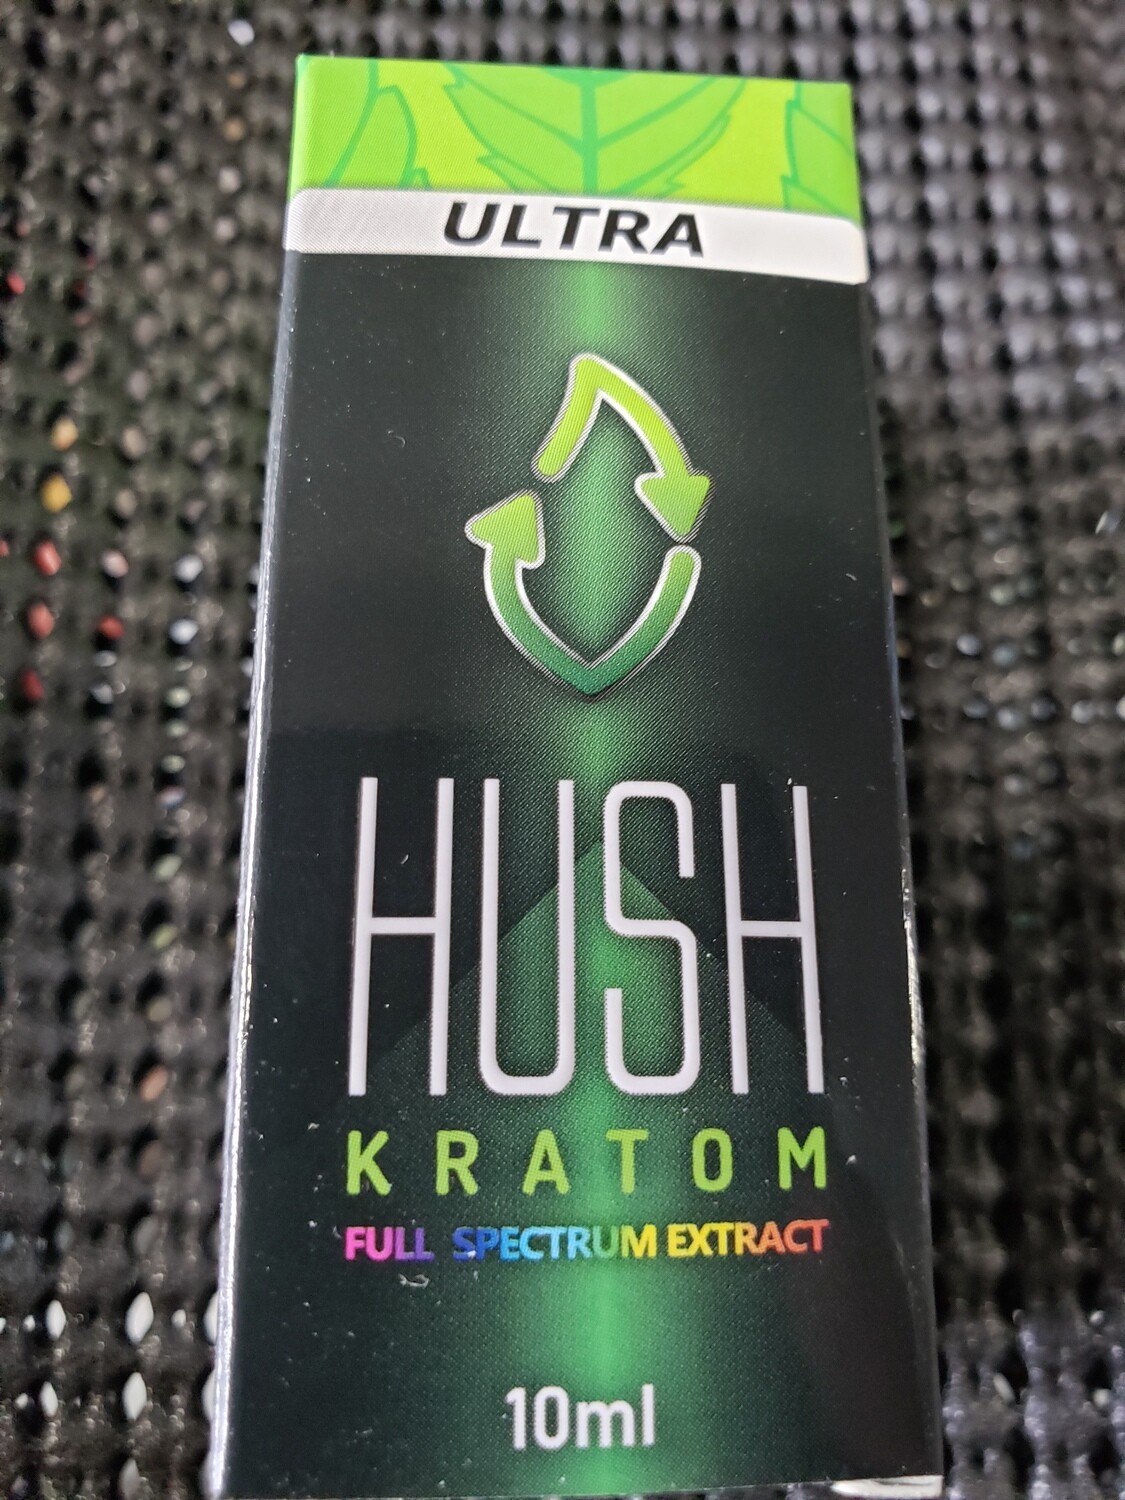 ULTRA
HUSH
KRATOM
FULL SPECTRUM EXTRACT
10ml